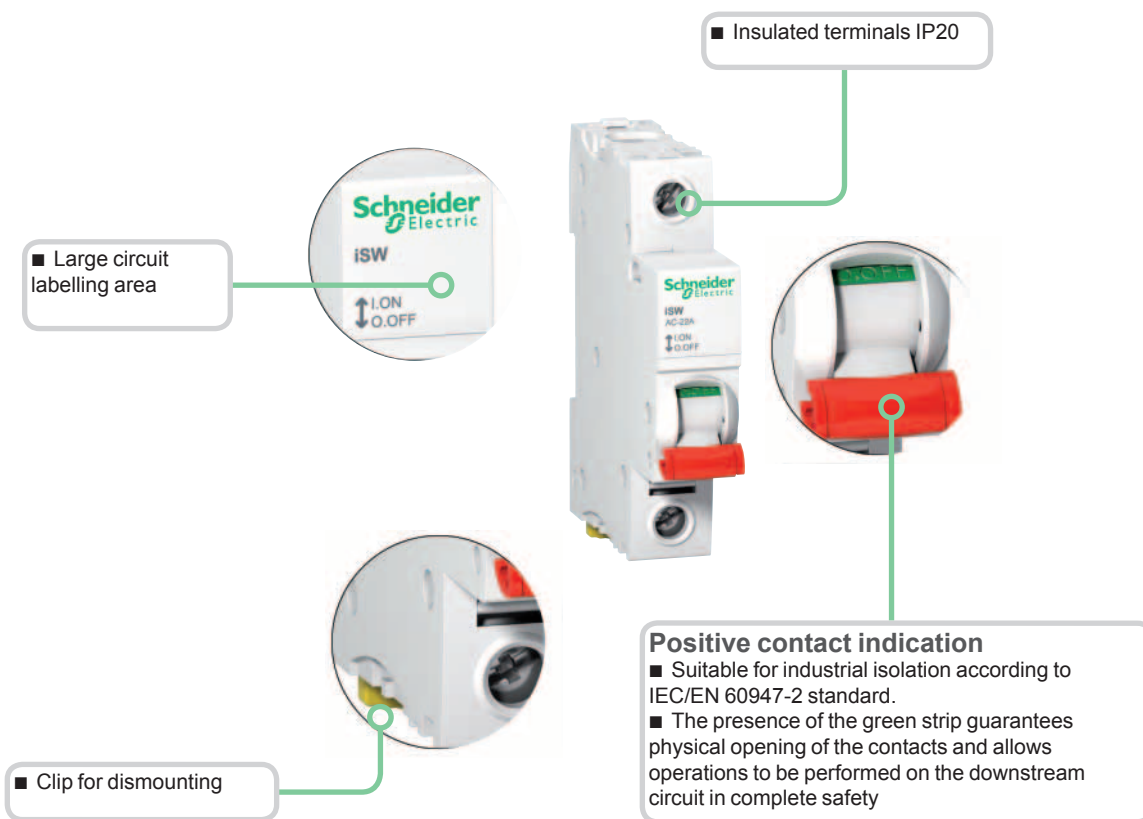 ■ Insulated terminals IP20
Schneider
Electric
iSW
I.ON
O.OFF
■ Large circuit
labelling area
Schneider
Electric
iSW
AC-22A
I.ON
O.OFF
O.OFF
Positive contact indication
■ Suitable for industrial isolation according to
IEC/EN 60947-2 standard.
■ The presence of the green strip guarantees
physical opening of the contacts and allows
operations to be performed on the downstream
circuit in complete safety
■ Clip for dismounting